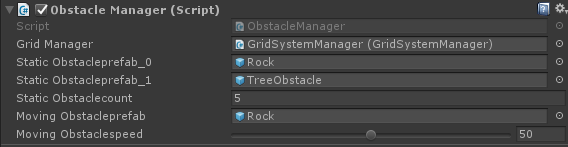 Obstacle Manager (Script)
Script ObstacleManager
Grid Manager GridSystemManager (GridSystemManager)
Static Obstacleprefab_0 Rock
Static Obstacleprefab_1 TreeObstacle
Static Obstaclecount 5
Moving Obstacleprefab Rock
Moving Obstaclespeed 50